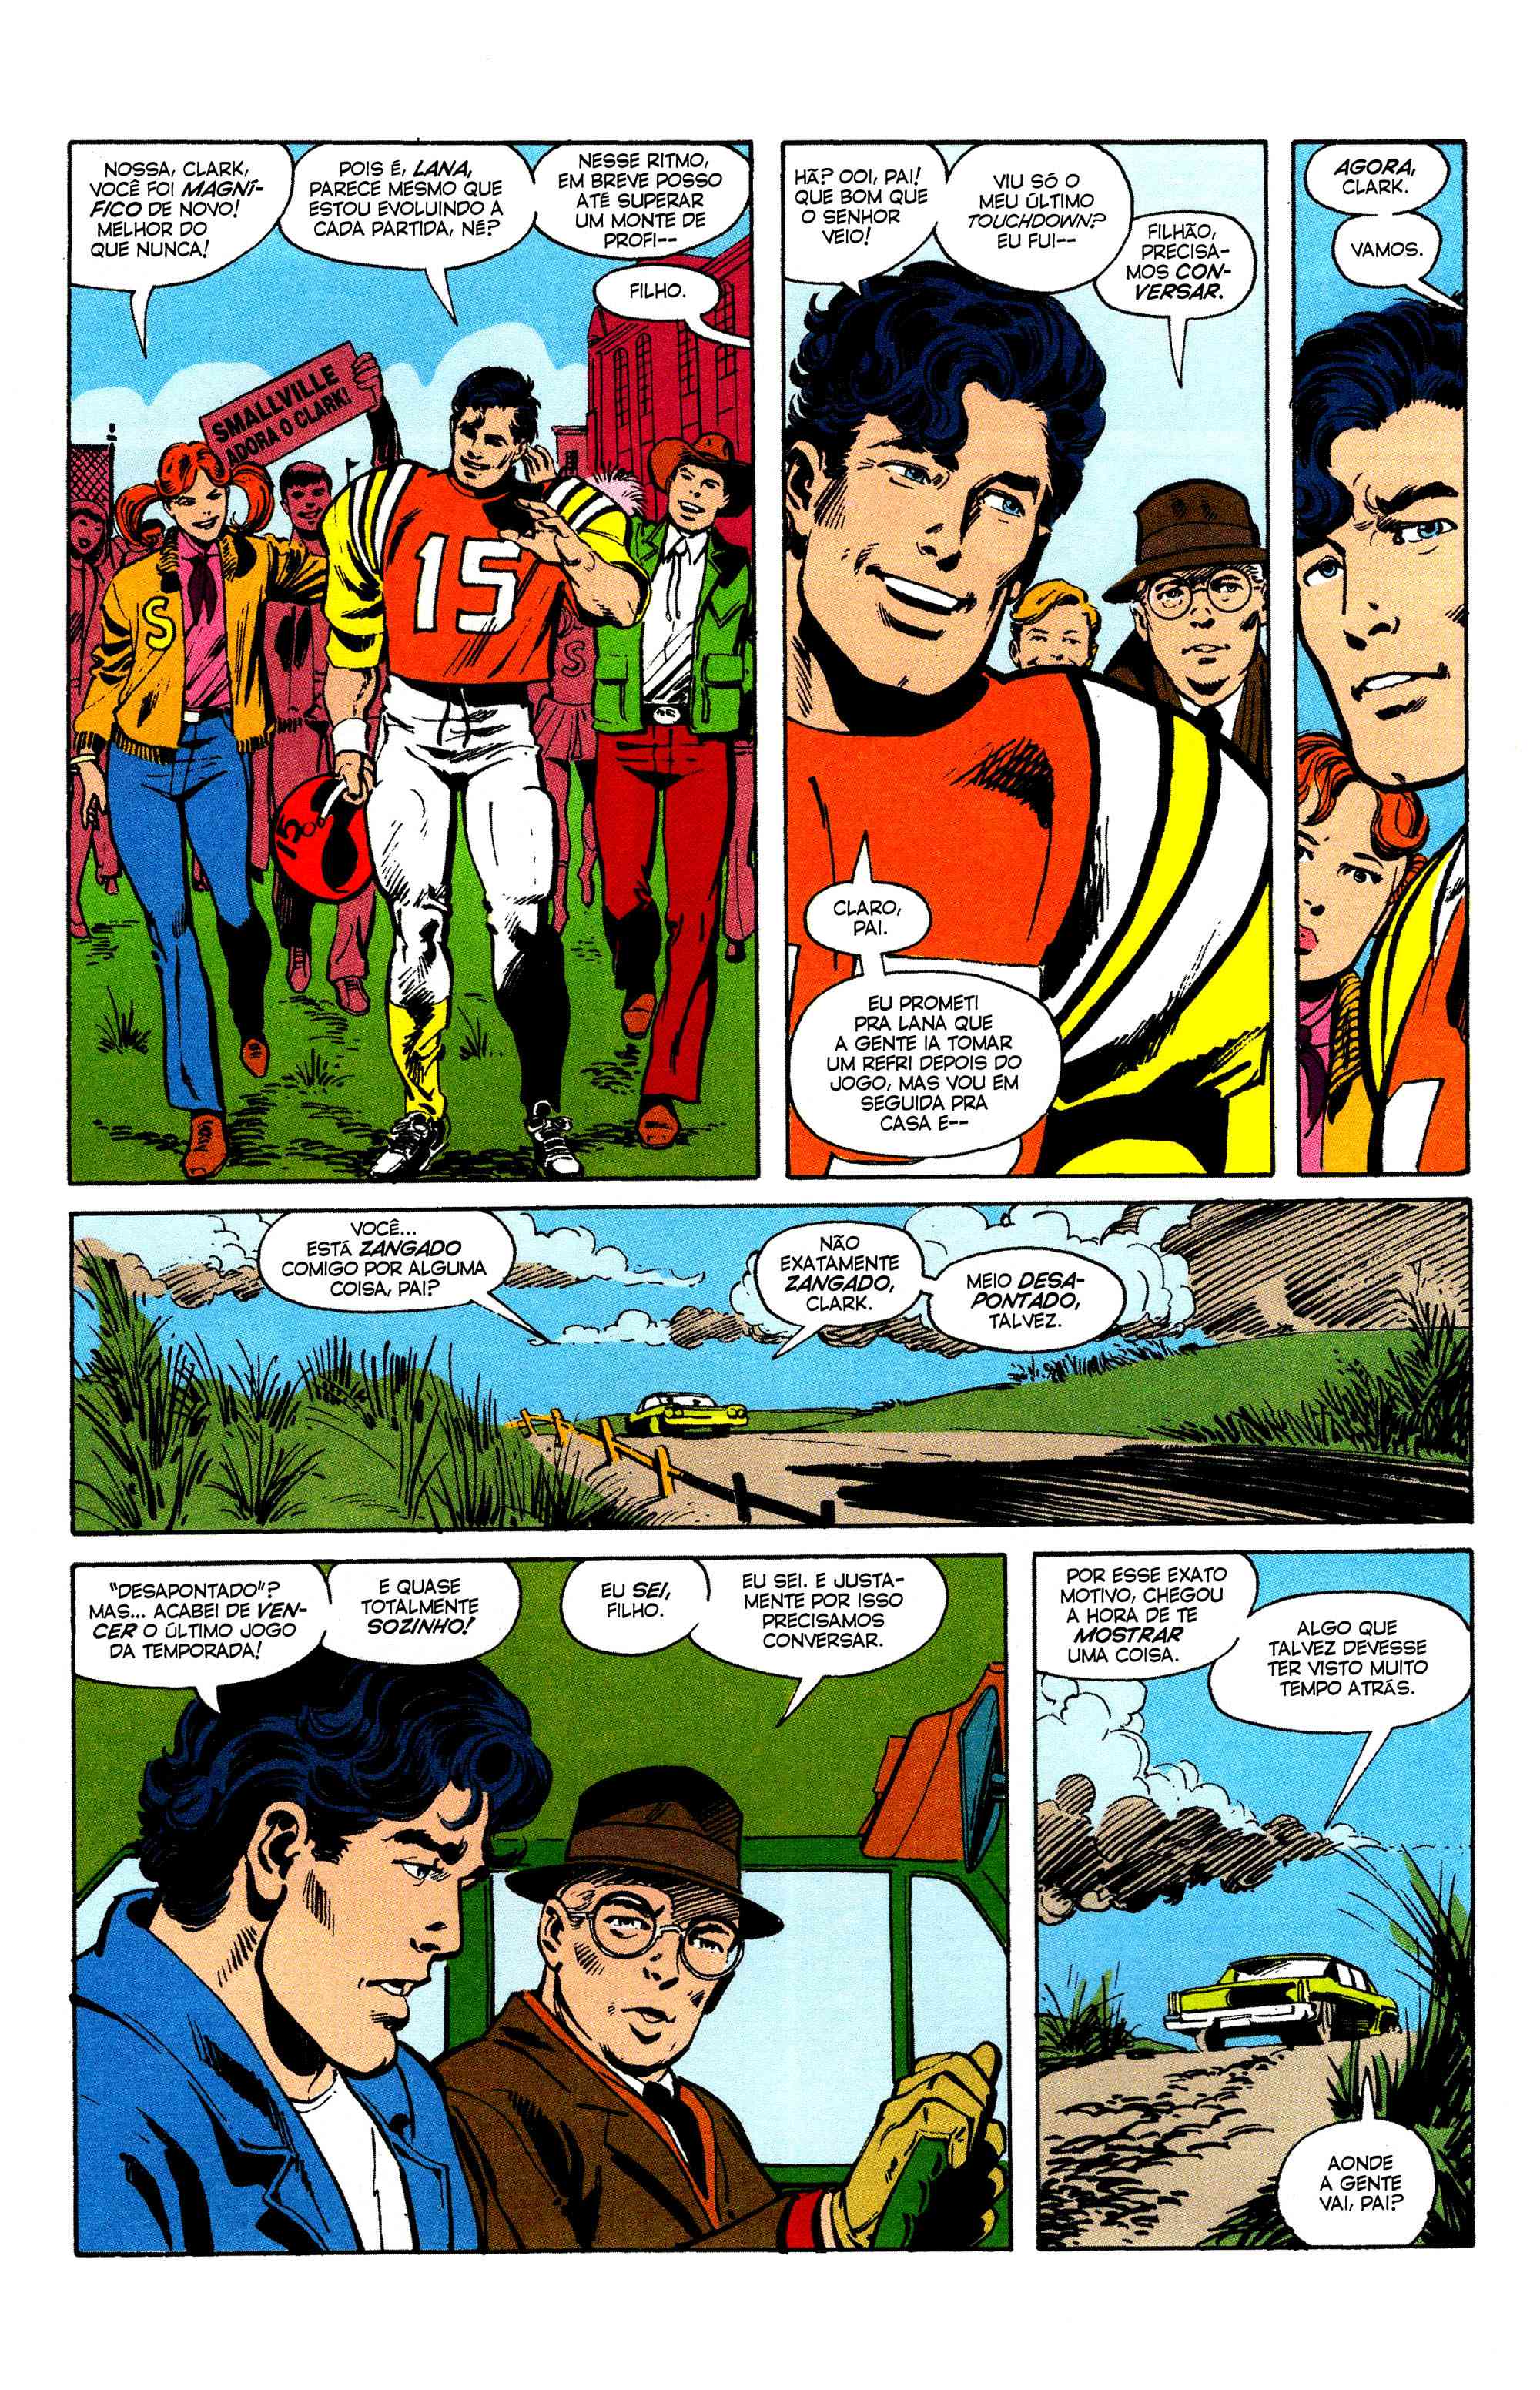 NOSSA, CLARK,
VOCÊ FOI MAGNÍ-
FICO DE NOVO!
MELHOR DO
QUE NUNCA!
POIS É, LANA,
PARECE MESMO QUE
ESTOU EVOLUINDO A
CADA PARTIDA, NÉ?
NESSE RITMO,
EM BREVE POSSO
ATÉ SUPERAR
UM MONTE DE
PROFI--
FILHO.
SMALLVILLE
ADORA O CLARK!
S
15
S
15
HÃ? OOI, PAI!
QUE BOM QUE
O SENHOR
VEIO!
VIU SÓ O
MEU ÚLTIMO
TOUCHDOWN?
EU FUI--
FILHÃO,
PRECISA-
MOS CON-
VERSAR.
CLARO,
PAI.
EU PROMETI
PRA LANA QUE
A GENTE IA TOMAR
UM REFRI DEPOIS DO
JOGO, MAS VOU EM
SEGUIDA PRA
CASA E--
AGORA,
CLARK.
VAMOS.
VOCÊ...
ESTÁ ZANGADO
COMIGO POR ALGUMA
COISA, PAI?
NÃO
EXATAMENTE
ZANGADO,
CLARK.
MEIO DESA-
PONTADO,
TALVEZ.
"DESAPONTADO"?
MAS... ACABEI DE VEN-
CER O ÚLTIMO JOGO
DA TEMPORADA!
E QUASE
TOTALMENTE
SOZINHO!
EU SEI,
FILHO.
EU SEI. E JUSTA-
MENTE POR ISSO
PRECISAMOS
CONVERSAR.
POR ESSE EXATO
MOTIVO, CHEGOU
A HORA DE TE
MOSTRAR
UMA COISA.
ALGO QUE
TALVEZ DEVESSE
TER VISTO MUITO
TEMPO ATRÁS.
AONDE
A GENTE
VAI, PAI?